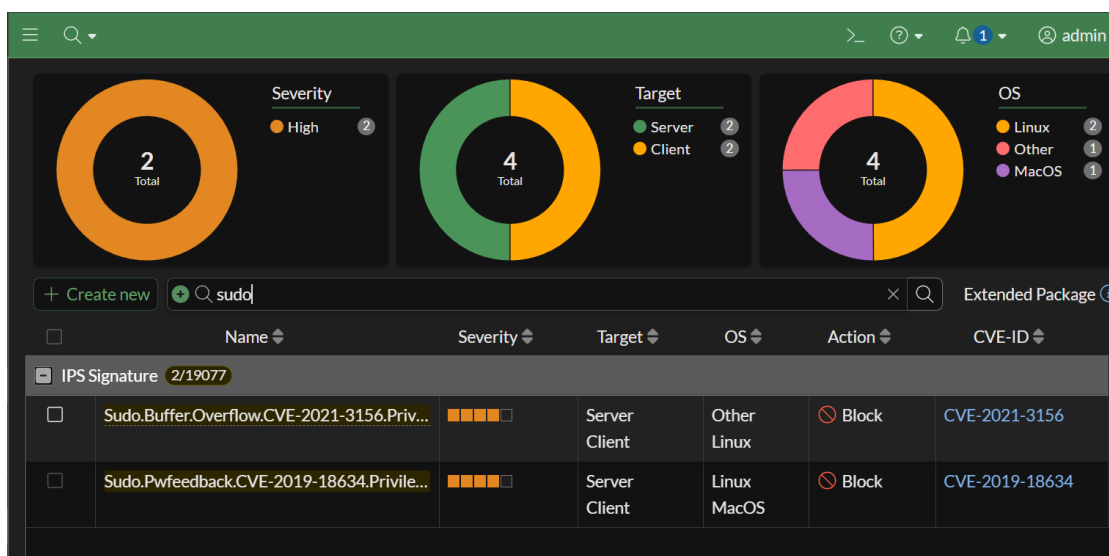 1 admin
Severity
High 2
2
Total
Target
Server 2
Client 2
4
Total
OS
Linux 2
Other 1
MacOS 1
4
Total
+ Create new sudo Extended Package
Name Severity Target OS Action CVE-ID
IPS Signature 2/19077
Sudo.Buffer.Overflow.CVE-2021-3156.Priv... Server Other Block CVE-2021-3156
Client Linux
Sudo.Pwfeedback.CVE-2019-18634.Privile... Server Linux Block CVE-2019-18634
Client MacOS